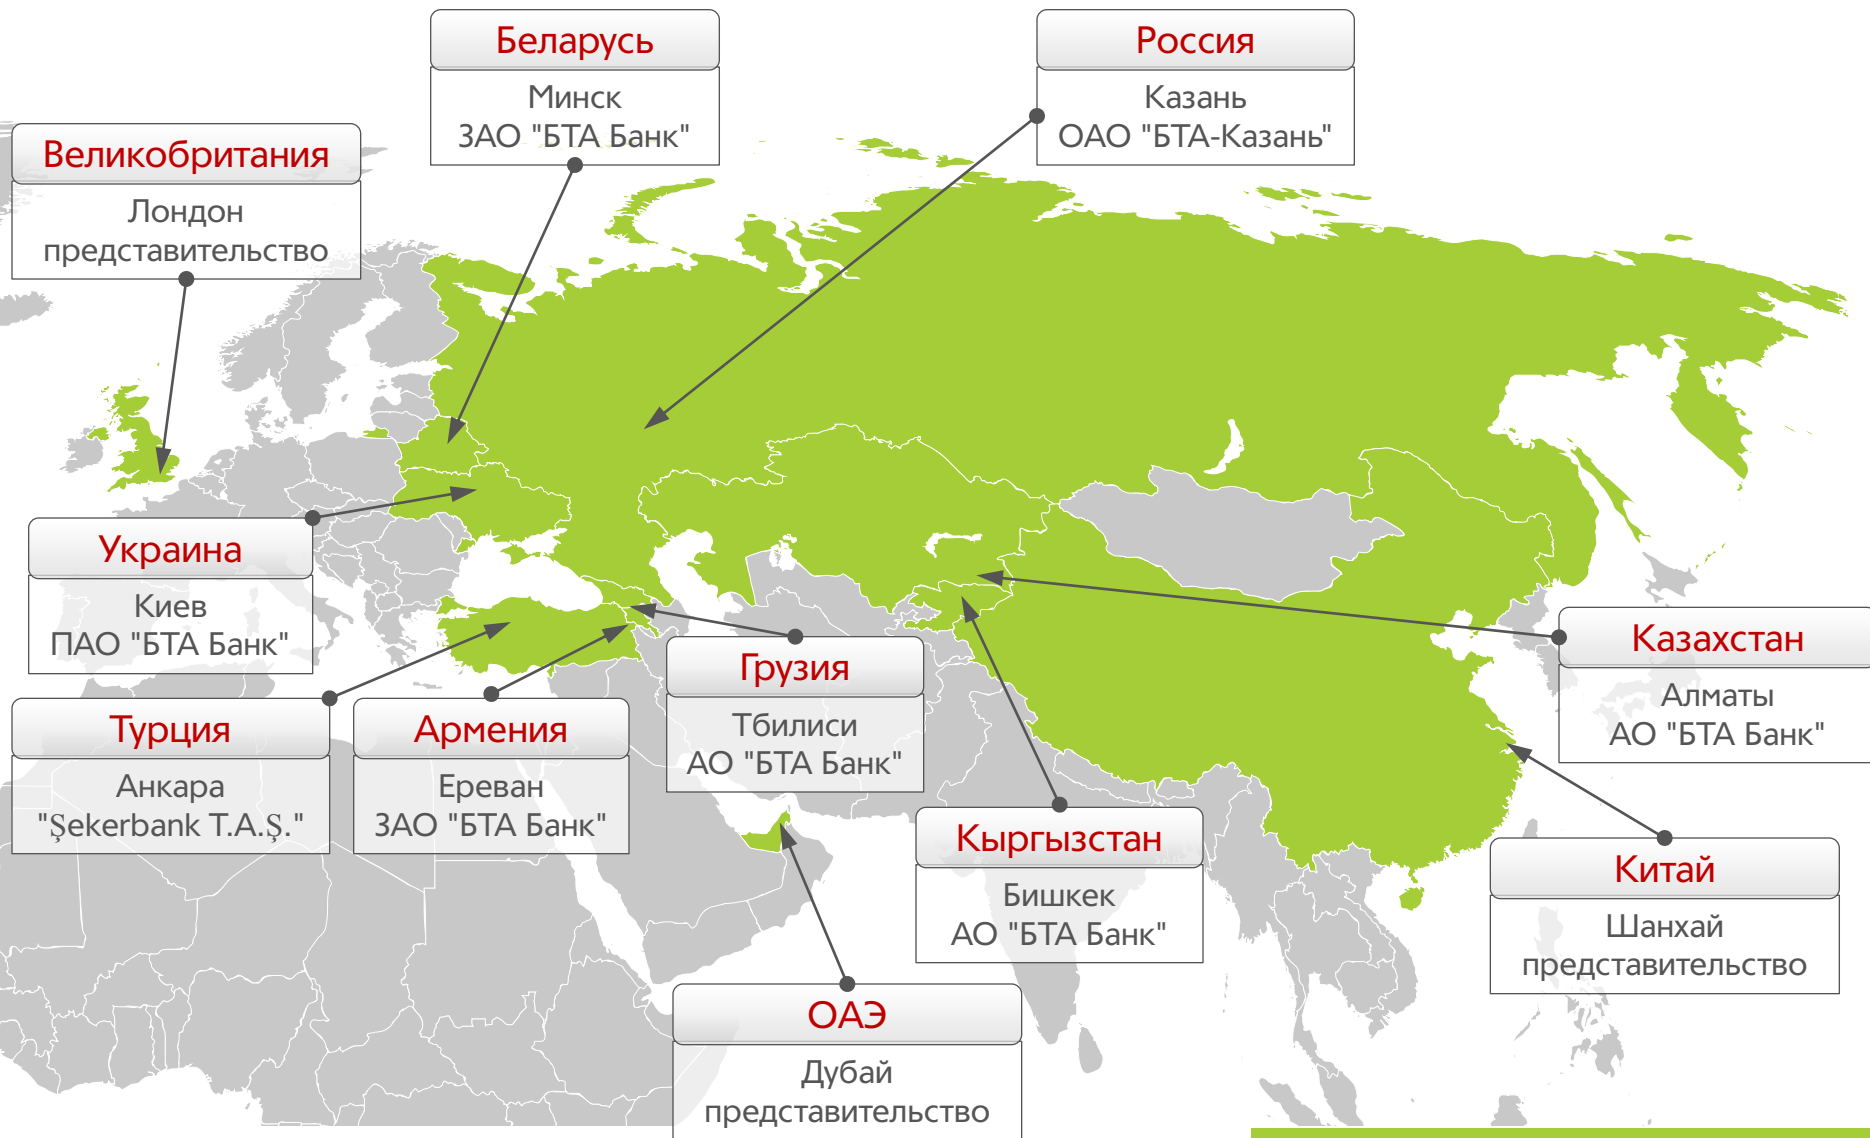 Беларусь
Минск
ЗАО "БТА Банк"
Россия
Казань
ОАО "БТА-Казань"
Великобритания
Лондон
представительство
Украина
Киев
ПАО "БТА Банк"
Турция
Анкара
"Şekerbank T.A.Ş."
Армения
Ереван
ЗАО "БТА Банк"
Грузия
Тбилиси
АО "БТА Банк"
Казахстан
Алматы
АО "БТА Банк"
Кыргызстан
Бишкек
АО "БТА Банк"
Китай
Шанхай
представительство
ОАЭ
Дубай
представительство